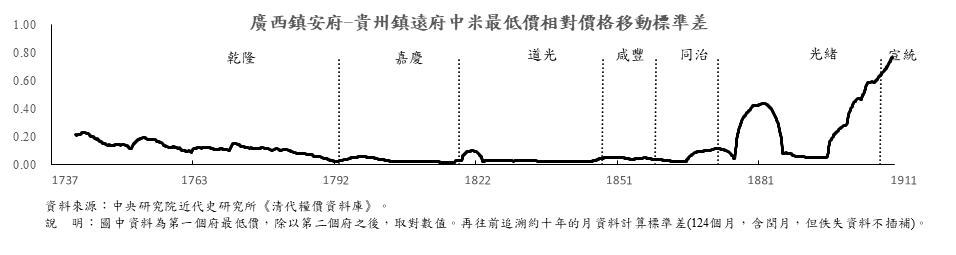 廣西鎮安府-貴州鎮遠府中米最低價相對價格移動標準差
1.00
0.80
0.60
0.40
0.20
0.00
乾隆 嘉慶 道光 咸豐 同治 光緒 宣統
1737 1763 1792 1822 1851 1881 1911
資料來源：中央研究院近代史研究所《清代糧價資料庫》。
說　明：圖中資料為第一個府最低價，除以第二個府之後，取對數值。再往前追溯約十年的月資料計算標準差(124個月，含閏月，但佚失資料不插補)。